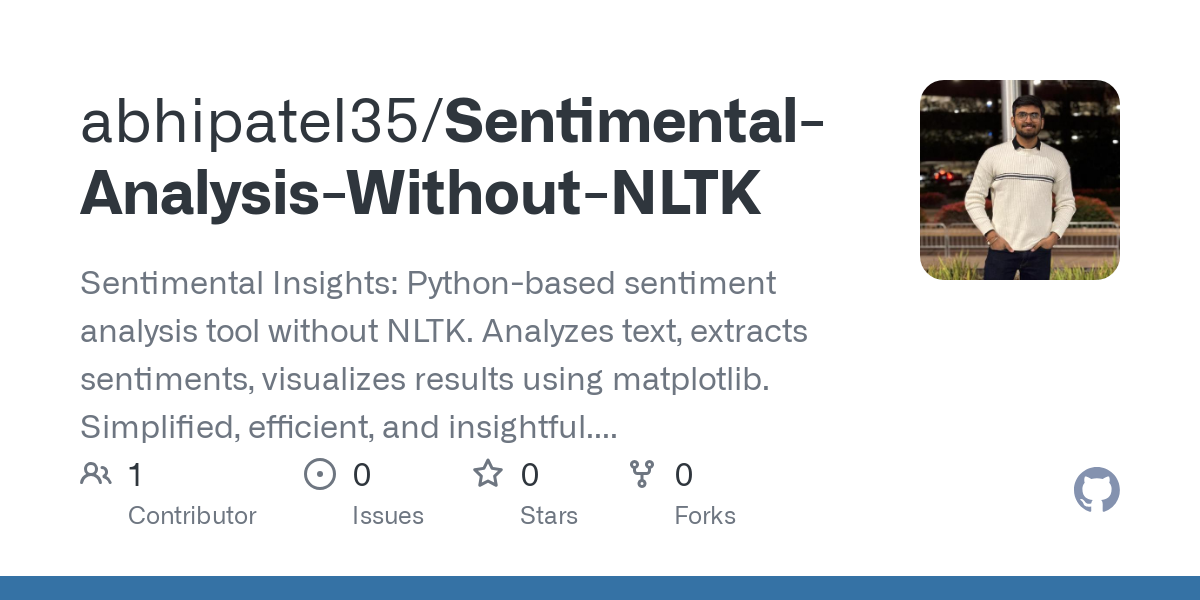 abhipatel35/Sentimental-
Analysis-Without-NLTK
Sentimental Insights: Python-based sentiment
analysis tool without NLTK. Analyzes text, extracts
sentiments, visualizes results using matplotlib.
Simplified, efficient, and insightful....
1 0 0 0
Contributor Issues Stars Forks